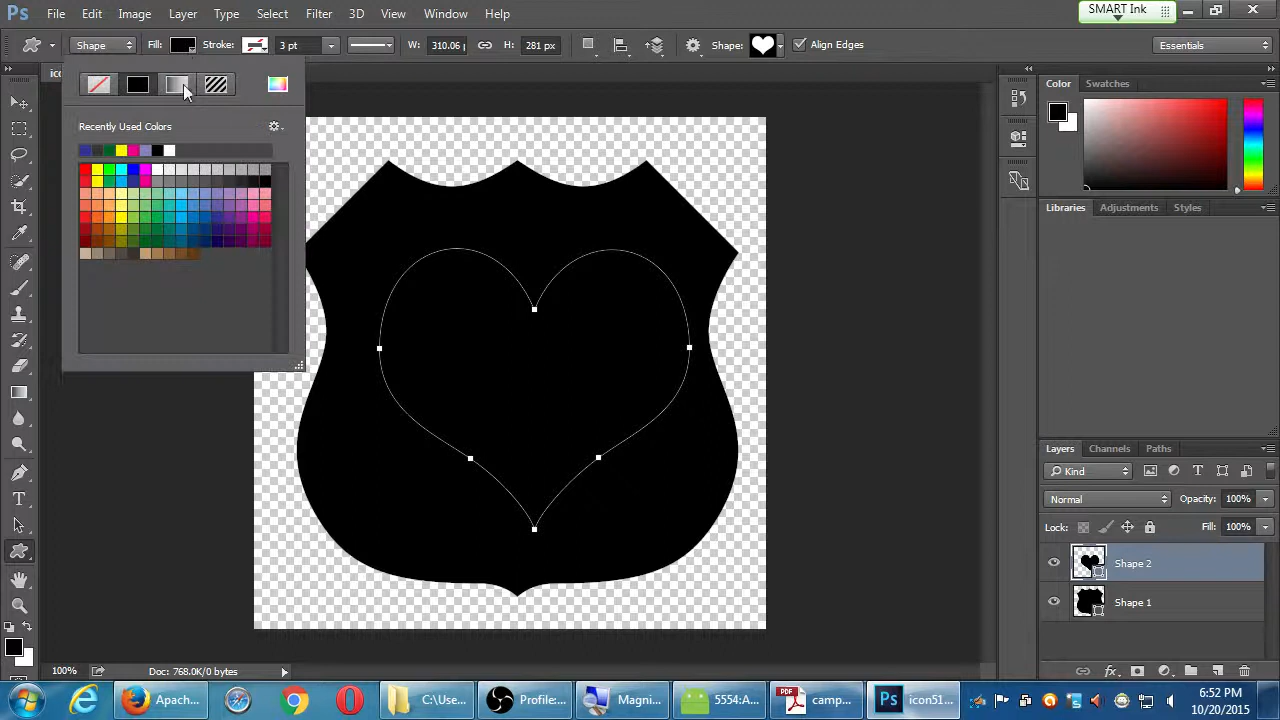 Ps File Edit Image Layer Type Select Filter 3D View Window Help
SMART Ink
Shape Fill: Stroke: 3 pt W: 310.06 H: 281 px Shape: Align Edges Essentials
Recently Used Colors
Color Swatches
Libraries Adjustments Styles
Layers Channels Paths
Kind
Normal Opacity: 100%
Lock: Fill: 100%
Shape 2
Shape 1
100% Doc: 768.0K/0 bytes
Apach... C:\Use... Profile:... Magni... 5554:A... PDF camp... Ps icon51...
6:52 PM
10/20/2015